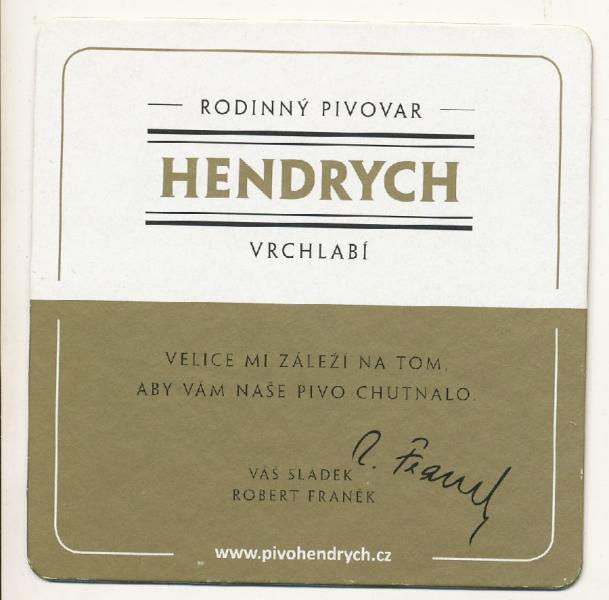 RODINNÝ PIVOVAR
HENDRYCH
VRCHLABÍ
VELICE MI ZÁLEŽÍ NA TOM,
ABY VÁM NAŠE PIVO CHUTNALO.
R. Franěk
VÁŠ SLÁDEK
ROBERT FRANĚK
www.pivohendrych.cz